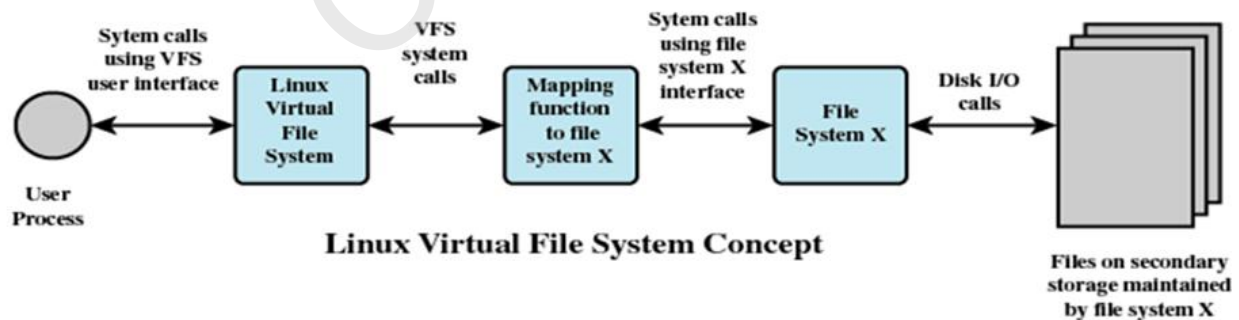 Sytem calls
using VFS
user interface
VFS
system
calls
Sytem calls
using file
system X
interface
Disk I/O
calls
Linux
Virtual
File
System
Mapping
function
to file
system X
File
System X
User
Process
Linux Virtual File System Concept
Files on secondary
storage maintained
by file system X